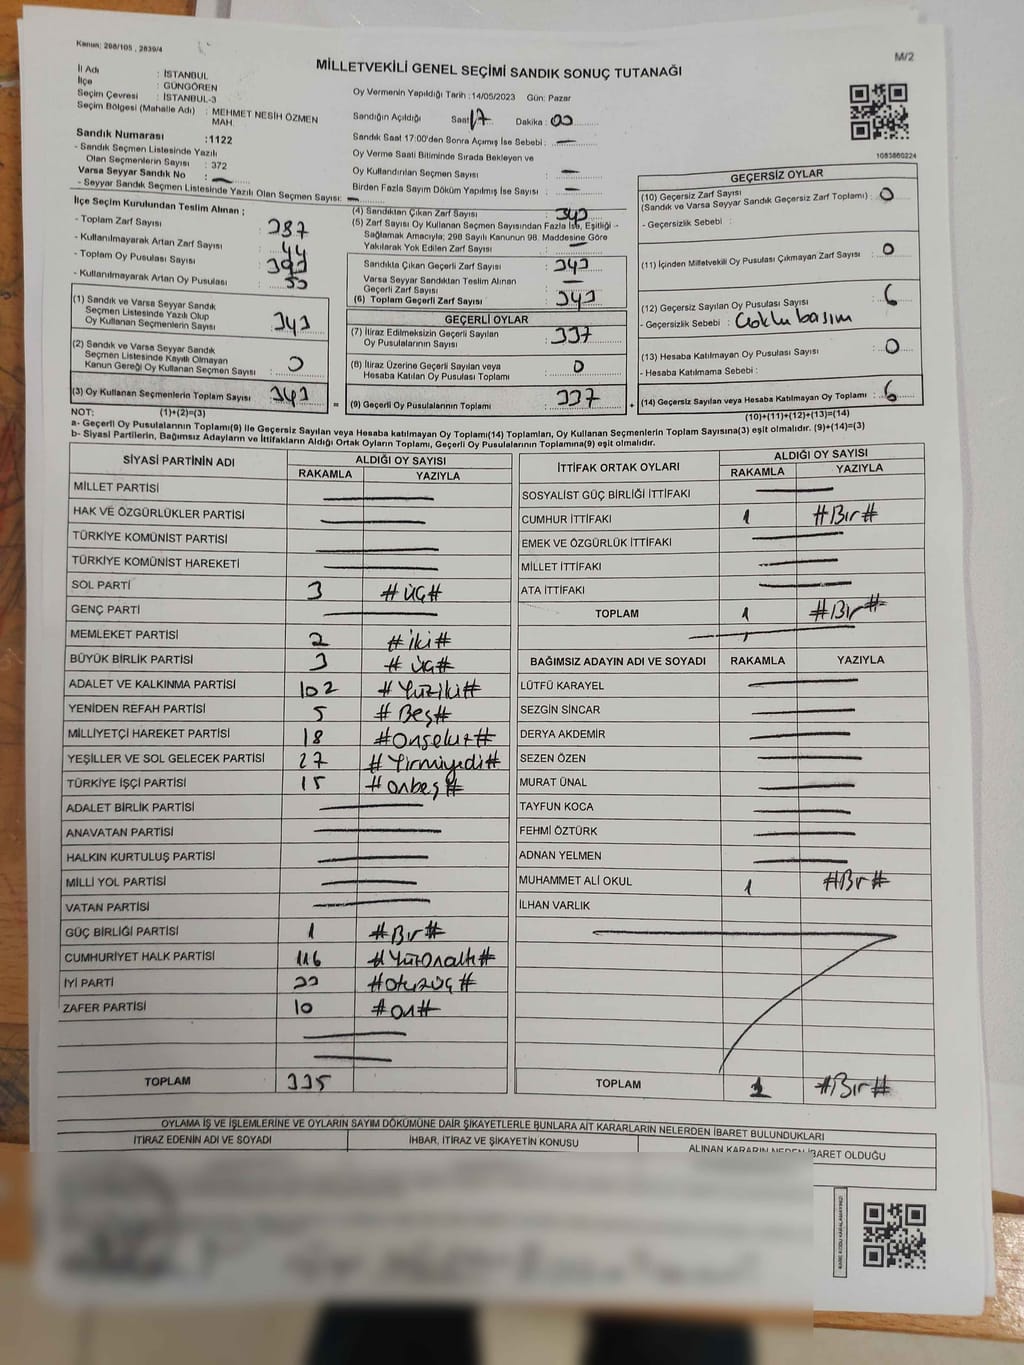 Kanun: 298/105 , 2839/4
M/2
MİLLETVEKİLİ GENEL SEÇİMİ SANDIK SONUÇ TUTANAĞI
İl Adı : İSTANBUL
İlçe : GÜNGÖREN
Seçim Çevresi : İSTANBUL-3
Seçim Bölgesi (Mahalle Adı) : MEHMET NESİH ÖZMEN MAH.
Sandık Numarası :1122
- Sandık Seçmen Listesinde Yazılı
Olan Seçmenlerin Sayısı : 372
Varsa Seyyar Sandık No : —
- Seyyar Sandık Seçmen Listesinde Yazılı Olan Seçmen Sayısı: —
Oy Vermenin Yapıldığı Tarih :14/05/2023 Gün: Pazar
Sandığın Açıldığı Saat 17 Dakika : 00
Sandık Saat 17:00'den Sonra Açımış İse Sebebi : —
Oy Verme Saati Bitiminde Sırada Bekleyen ve
Oy Kullandırılan Seçmen Sayısı : —
Birden Fazla Sayım Döküm Yapılmış İse Sayısı : —
1083860224
İlçe Seçim Kurulundan Teslim Alınan ;
- Toplam Zarf Sayısı : 387
- Kullanılmayarak Artan Zarf Sayısı : 44
- Toplam Oy Pusulası Sayısı : 393
- Kullanılmayarak Artan Oy Pusulası : 50
(1) Sandık ve Varsa Seyyar Sandık
Seçmen Listesinde Yazılı Olup
Oy Kullanan Seçmenlerin Sayısı : 343
(2) Sandık ve Varsa Seyyar Sandık
Seçmen Listesinde Kayıtlı Olmayan
Kanun Gereği Oy Kullanan Seçmen Sayısı : 0
(3) Oy Kullanan Seçmenlerin Toplam Sayısı : 343
(4) Sandıktan Çıkan Zarf Sayısı : 343
(5) Zarf Sayısı Oy Kullanan Seçmen Sayısından Fazla İse, Eşitliği
Sağlamak Amacıyla; 298 Sayılı Kanunun 98. Maddesine Göre
Yakılarak Yok Edilen Zarf Sayısı : —
Sandıkta Çıkan Geçerli Zarf Sayısı : 343
Varsa Seyyar Sandıktan Teslim Alınan
Geçerli Zarf Sayısı : —
(6) Toplam Geçerli Zarf Sayısı : 343
GEÇERLİ OYLAR
(7) İtiraz Edilmeksizin Geçerli Sayılan
Oy Pusulalarının Sayısı : 337
(8) İtiraz Üzerine Geçerli Sayılan veya
Hesaba Katılan Oy Pusulası Toplamı : 0
= (9) Geçerli Oy Pusulalarının Toplamı : 337
GEÇERSİZ OYLAR
(10) Geçersiz Zarf Sayısı
(Sandık ve Varsa Seyyar Sandık Geçersiz Zarf Toplamı) : 0
- Geçersizlik Sebebi :
(11) İçinden Milletvekili Oy Pusulası Çıkmayan Zarf Sayısı : 0
(12) Geçersiz Sayılan Oy Pusulası Sayısı : 6
- Geçersizlik Sebebi : Çoklu basım
(13) Hesaba Katılmayan Oy Pusulası Sayısı : 0
- Hesaba Katılmama Sebebi :
+ (14) Geçersiz Sayılan veya Hesaba Katılmayan Oy Toplamı : 6
NOT: (1)+(2)=(3) (10)+(11)+(12)+(13)=(14)
a- Geçerli Oy Pusulalarının Toplamı(9) İle Geçersiz Sayılan veya Hesaba katılmayan Oy Toplamı(14) Toplamları, Oy Kullanan Seçmenlerin Toplam Sayısına(3) eşit olmalıdır. (9)+(14)=(3)
b- Siyasi Partilerin, Bağımsız Adayların ve İttifakların Aldığı Ortak Oyların Toplamı, Geçerli Oy Pusulalarının Toplamına(9) eşit olmalıdır.
SİYASİ PARTİNİN ADI ALDIĞI OY SAYISI
RAKAMLA YAZIYLA
MİLLET PARTİSİ —
HAK VE ÖZGÜRLÜKLER PARTİSİ —
TÜRKİYE KOMÜNİST PARTİSİ —
TÜRKİYE KOMÜNİST HAREKETİ —
SOL PARTİ 3 #üç#
GENÇ PARTİ —
MEMLEKET PARTİSİ 2 #iki#
BÜYÜK BİRLİK PARTİSİ 3 #üç#
ADALET VE KALKINMA PARTİSİ 102 #Yüziki#
YENİDEN REFAH PARTİSİ 5 #Beş#
MİLLİYETÇİ HAREKET PARTİSİ 18 #Onsekiz#
YEŞİLLER VE SOL GELECEK PARTİSİ 27 #Yirmiyedi#
TÜRKİYE İŞÇİ PARTİSİ 15 #onbeş#
ADALET BİRLİK PARTİSİ —
ANAVATAN PARTİSİ —
HALKIN KURTULUŞ PARTİSİ —
MİLLİ YOL PARTİSİ —
VATAN PARTİSİ —
GÜÇ BİRLİĞİ PARTİSİ 1 #Bir#
CUMHURİYET HALK PARTİSİ 116 #YüzOnaltı#
İYİ PARTİ 33 #Otuzüç#
ZAFER PARTİSİ 10 #on#
TOPLAM 335
İTTİFAK ORTAK OYLARI ALDIĞI OY SAYISI
RAKAMLA YAZIYLA
SOSYALİST GÜÇ BİRLİĞİ İTTİFAKI —
CUMHUR İTTİFAKI 1 #Bir#
EMEK VE ÖZGÜRLÜK İTTİFAKI —
MİLLET İTTİFAKI —
ATA İTTİFAKI —
TOPLAM 1 #Bir#
BAĞIMSIZ ADAYIN ADI VE SOYADI RAKAMLA YAZIYLA
LÜTFÜ KARAYEL —
SEZGİN SİNCAR —
DERYA AKDEMİR —
SEZEN ÖZEN —
MURAT ÜNAL —
TAYFUN KOCA —
FEHMİ ÖZTÜRK —
ADNAN YELMEN —
MUHAMMET ALİ OKUL 1 #Bir#
İLHAN VARLIK
TOPLAM 1 #Bir#
OYLAMA İŞ VE İŞLEMLERİNE VE OYLARIN SAYIM DÖKÜMÜNE DAİR ŞİKAYETLERLE BUNLARA AİT KARARLARIN NELERDEN İBARET BULUNDUKLARI
İTİRAZ EDENİN ADI VE SOYADI İHBAR, İTİRAZ VE ŞİKAYETİN KONUSU ALINAN KARARIN NEDEN İBARET OLDUĞU